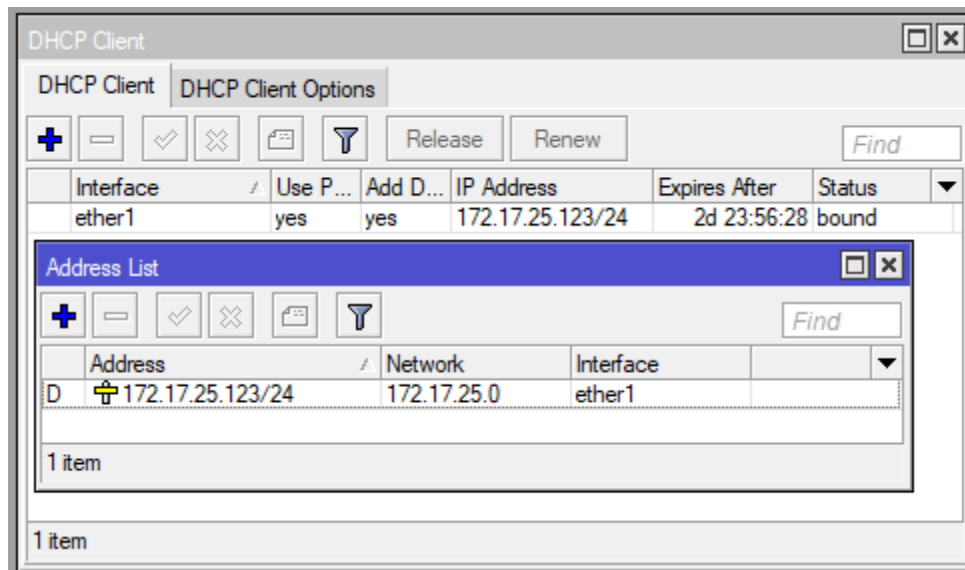 DHCP Client
DHCP Client DHCP Client Options
Release Renew Find
Interface Use P... Add D... IP Address Expires After Status
ether1 yes yes 172.17.25.123/24 2d 23:56:28 bound
Address List
Find
Address Network Interface
D 172.17.25.123/24 172.17.25.0 ether1
1 item
1 item